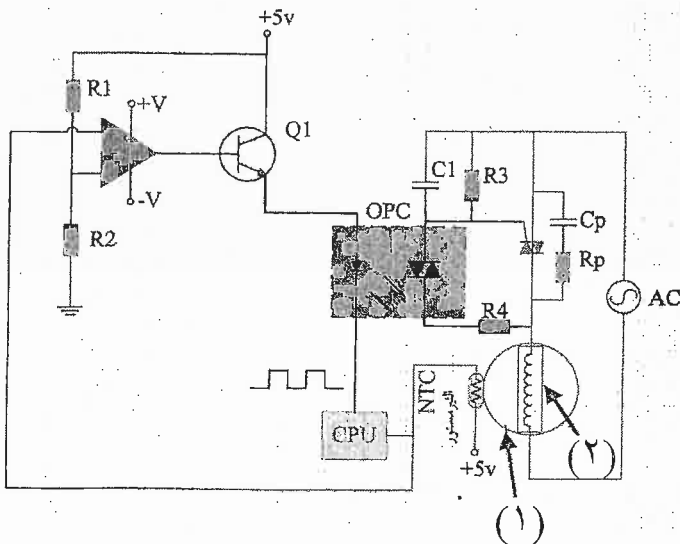 +5v
R1
+V
Q1
-V
R2
C1
R3
OPC
Cp
Rp
AC
R4
NTC
CPU
+5v
(٢)
(١)